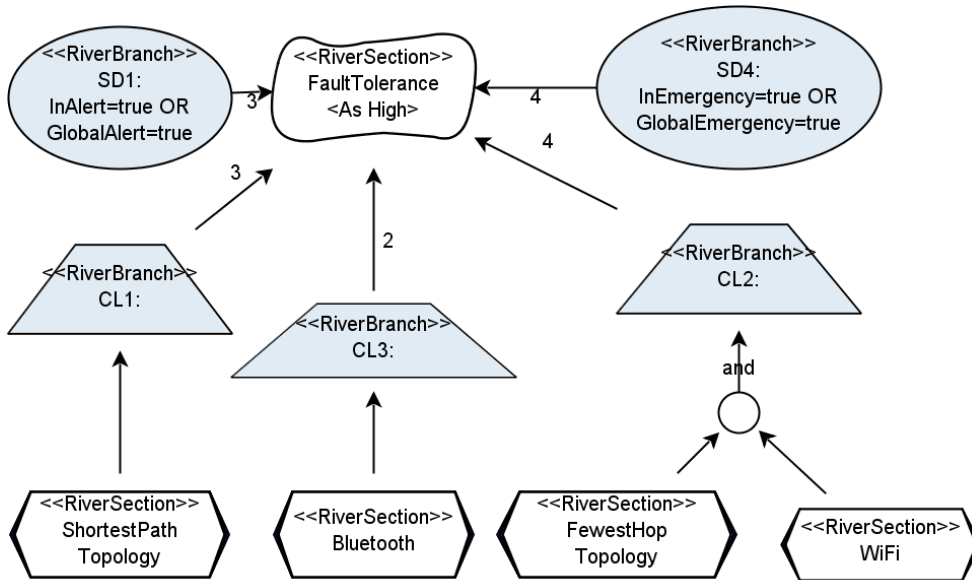 <<RiverBranch>>
SD1:
InAlert=true OR
GlobalAlert=true
3
<<RiverSection>>
FaultTolerance
<As High>
4
<<RiverBranch>>
SD4:
InEmergency=true OR
GlobalEmergency=true
3
2
4
<<RiverBranch>>
CL1:
<<RiverBranch>>
CL3:
<<RiverBranch>>
CL2:
and
<<RiverSection>>
ShortestPath
Topology
<<RiverSection>>
Bluetooth
<<RiverSection>>
FewestHop
Topology
<<RiverSection>>
WiFi